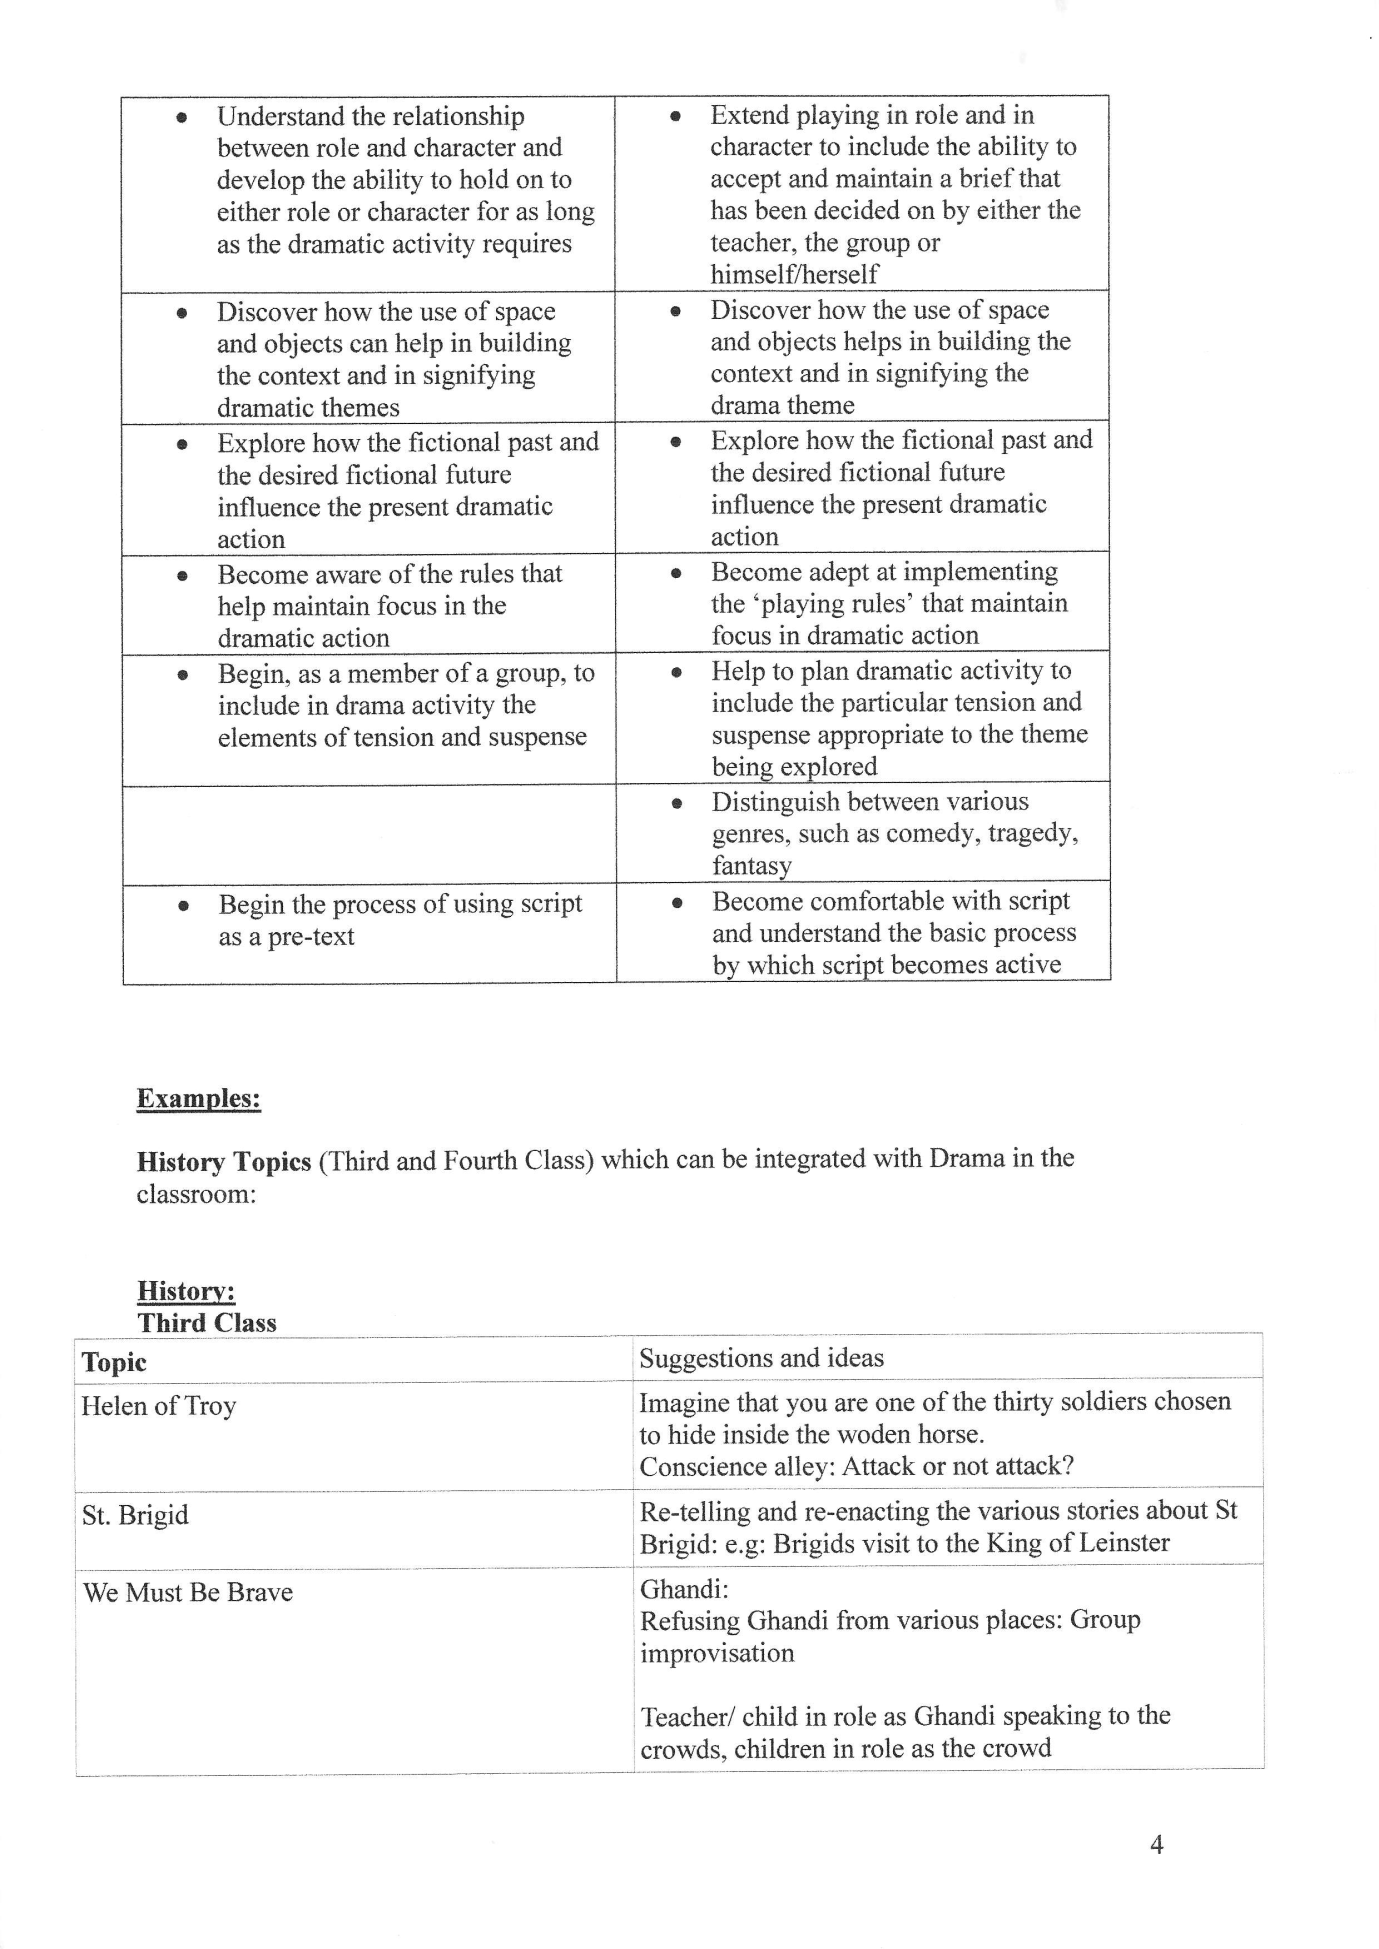 • Understand the relationship
between role and character and
develop the ability to hold on to
either role or character for as long
as the dramatic activity requires
• Extend playing in role and in
character to include the ability to
accept and maintain a brief that
has been decided on by either the
teacher, the group or
himself/herself
• Discover how the use of space
and objects can help in building
the context and in signifying
dramatic themes
• Discover how the use of space
and objects helps in building the
context and in signifying the
drama theme
• Explore how the fictional past and
the desired fictional future
influence the present dramatic
action
• Explore how the fictional past and
the desired fictional future
influence the present dramatic
action
• Become aware of the rules that
help maintain focus in the
dramatic action
• Become adept at implementing
the ‘playing rules’ that maintain
focus in dramatic action
• Begin, as a member of a group, to
include in drama activity the
elements of tension and suspense
• Help to plan dramatic activity to
include the particular tension and
suspense appropriate to the theme
being explored
• Distinguish between various
genres, such as comedy, tragedy,
fantasy
• Begin the process of using script
as a pre-text
• Become comfortable with script
and understand the basic process
by which script becomes active
Examples:
History Topics (Third and Fourth Class) which can be integrated with Drama in the
classroom:
History:
Third Class
Topic
Suggestions and ideas
Helen of Troy
Imagine that you are one of the thirty soldiers chosen
to hide inside the woden horse.
Conscience alley: Attack or not attack?
St. Brigid
Re-telling and re-enacting the various stories about St
Brigid: e.g: Brigids visit to the King of Leinster
We Must Be Brave
Ghandi:
Refusing Ghandi from various places: Group
improvisation
Teacher/ child in role as Ghandi speaking to the
crowds, children in role as the crowd
4